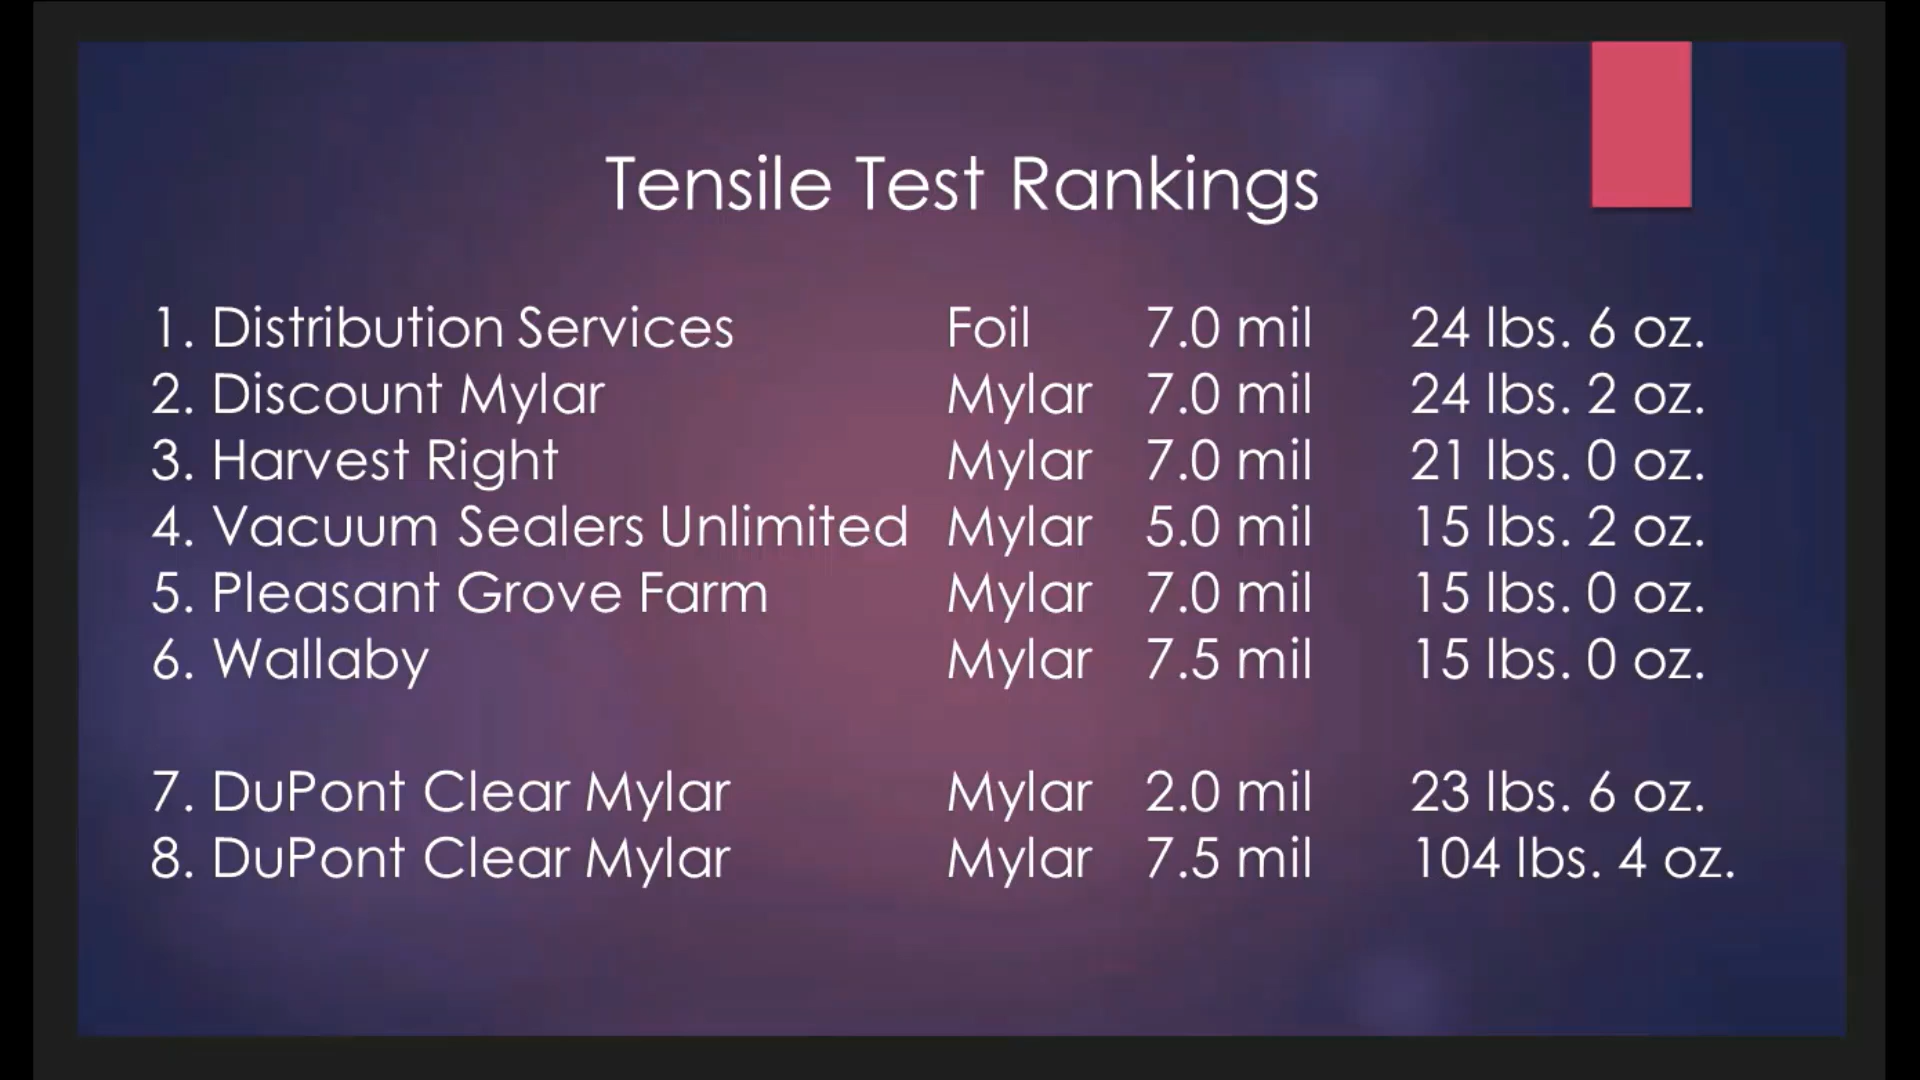 Tensile Test Rankings
1. Distribution Services Foil 7.0 mil 24 lbs. 6 oz.
2. Discount Mylar Mylar 7.0 mil 24 lbs. 2 oz.
3. Harvest Right Mylar 7.0 mil 21 lbs. 0 oz.
4. Vacuum Sealers Unlimited Mylar 5.0 mil 15 lbs. 2 oz.
5. Pleasant Grove Farm Mylar 7.0 mil 15 lbs. 0 oz.
6. Wallaby Mylar 7.5 mil 15 lbs. 0 oz.
7. DuPont Clear Mylar Mylar 2.0 mil 23 lbs. 6 oz.
8. DuPont Clear Mylar Mylar 7.5 mil 104 lbs. 4 oz.